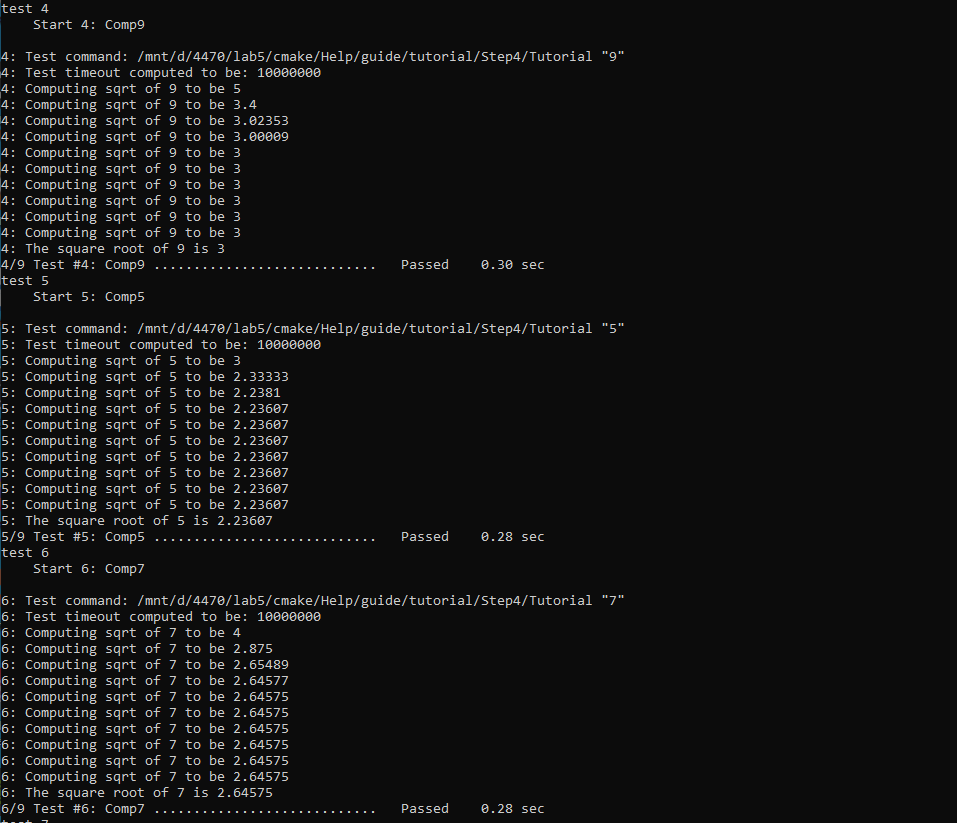 test 4
    Start 4: Comp9

4: Test command: /mnt/d/4470/lab5/cmake/Help/guide/tutorial/Step4/Tutorial "9"
4: Test timeout computed to be: 10000000
4: Computing sqrt of 9 to be 5
4: Computing sqrt of 9 to be 3.4
4: Computing sqrt of 9 to be 3.02353
4: Computing sqrt of 9 to be 3.00009
4: Computing sqrt of 9 to be 3
4: Computing sqrt of 9 to be 3
4: Computing sqrt of 9 to be 3
4: Computing sqrt of 9 to be 3
4: Computing sqrt of 9 to be 3
4: Computing sqrt of 9 to be 3
4: The square root of 9 is 3
4/9 Test #4: Comp9 ............................   Passed    0.30 sec
test 5
    Start 5: Comp5

5: Test command: /mnt/d/4470/lab5/cmake/Help/guide/tutorial/Step4/Tutorial "5"
5: Test timeout computed to be: 10000000
5: Computing sqrt of 5 to be 3
5: Computing sqrt of 5 to be 2.33333
5: Computing sqrt of 5 to be 2.2381
5: Computing sqrt of 5 to be 2.23607
5: Computing sqrt of 5 to be 2.23607
5: Computing sqrt of 5 to be 2.23607
5: Computing sqrt of 5 to be 2.23607
5: Computing sqrt of 5 to be 2.23607
5: Computing sqrt of 5 to be 2.23607
5: Computing sqrt of 5 to be 2.23607
5: The square root of 5 is 2.23607
5/9 Test #5: Comp5 ............................   Passed    0.28 sec
test 6
    Start 6: Comp7

6: Test command: /mnt/d/4470/lab5/cmake/Help/guide/tutorial/Step4/Tutorial "7"
6: Test timeout computed to be: 10000000
6: Computing sqrt of 7 to be 4
6: Computing sqrt of 7 to be 2.875
6: Computing sqrt of 7 to be 2.65489
6: Computing sqrt of 7 to be 2.64577
6: Computing sqrt of 7 to be 2.64575
6: Computing sqrt of 7 to be 2.64575
6: Computing sqrt of 7 to be 2.64575
6: Computing sqrt of 7 to be 2.64575
6: Computing sqrt of 7 to be 2.64575
6: Computing sqrt of 7 to be 2.64575
6: The square root of 7 is 2.64575
6/9 Test #6: Comp7 ............................   Passed    0.28 sec